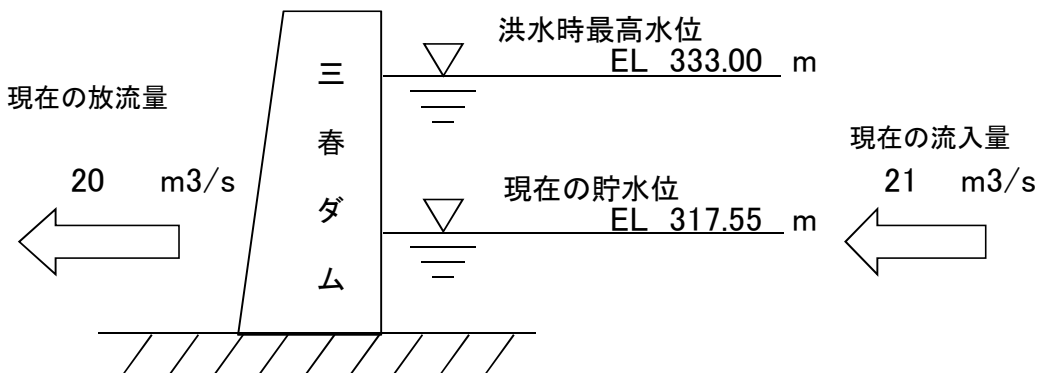 洪水時最高水位
EL 333.00 m
現在の放流量
20 m3/s
三春ダム
現在の流入量
21 m3/s
現在の貯水位
EL 317.55 m